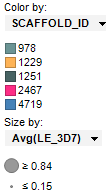 Color by:
SCAFFOLD_ID
978
1229
1251
2467
4719
Size by:
Avg(LE_3D7)
≥ 0.84
≤ 0.15